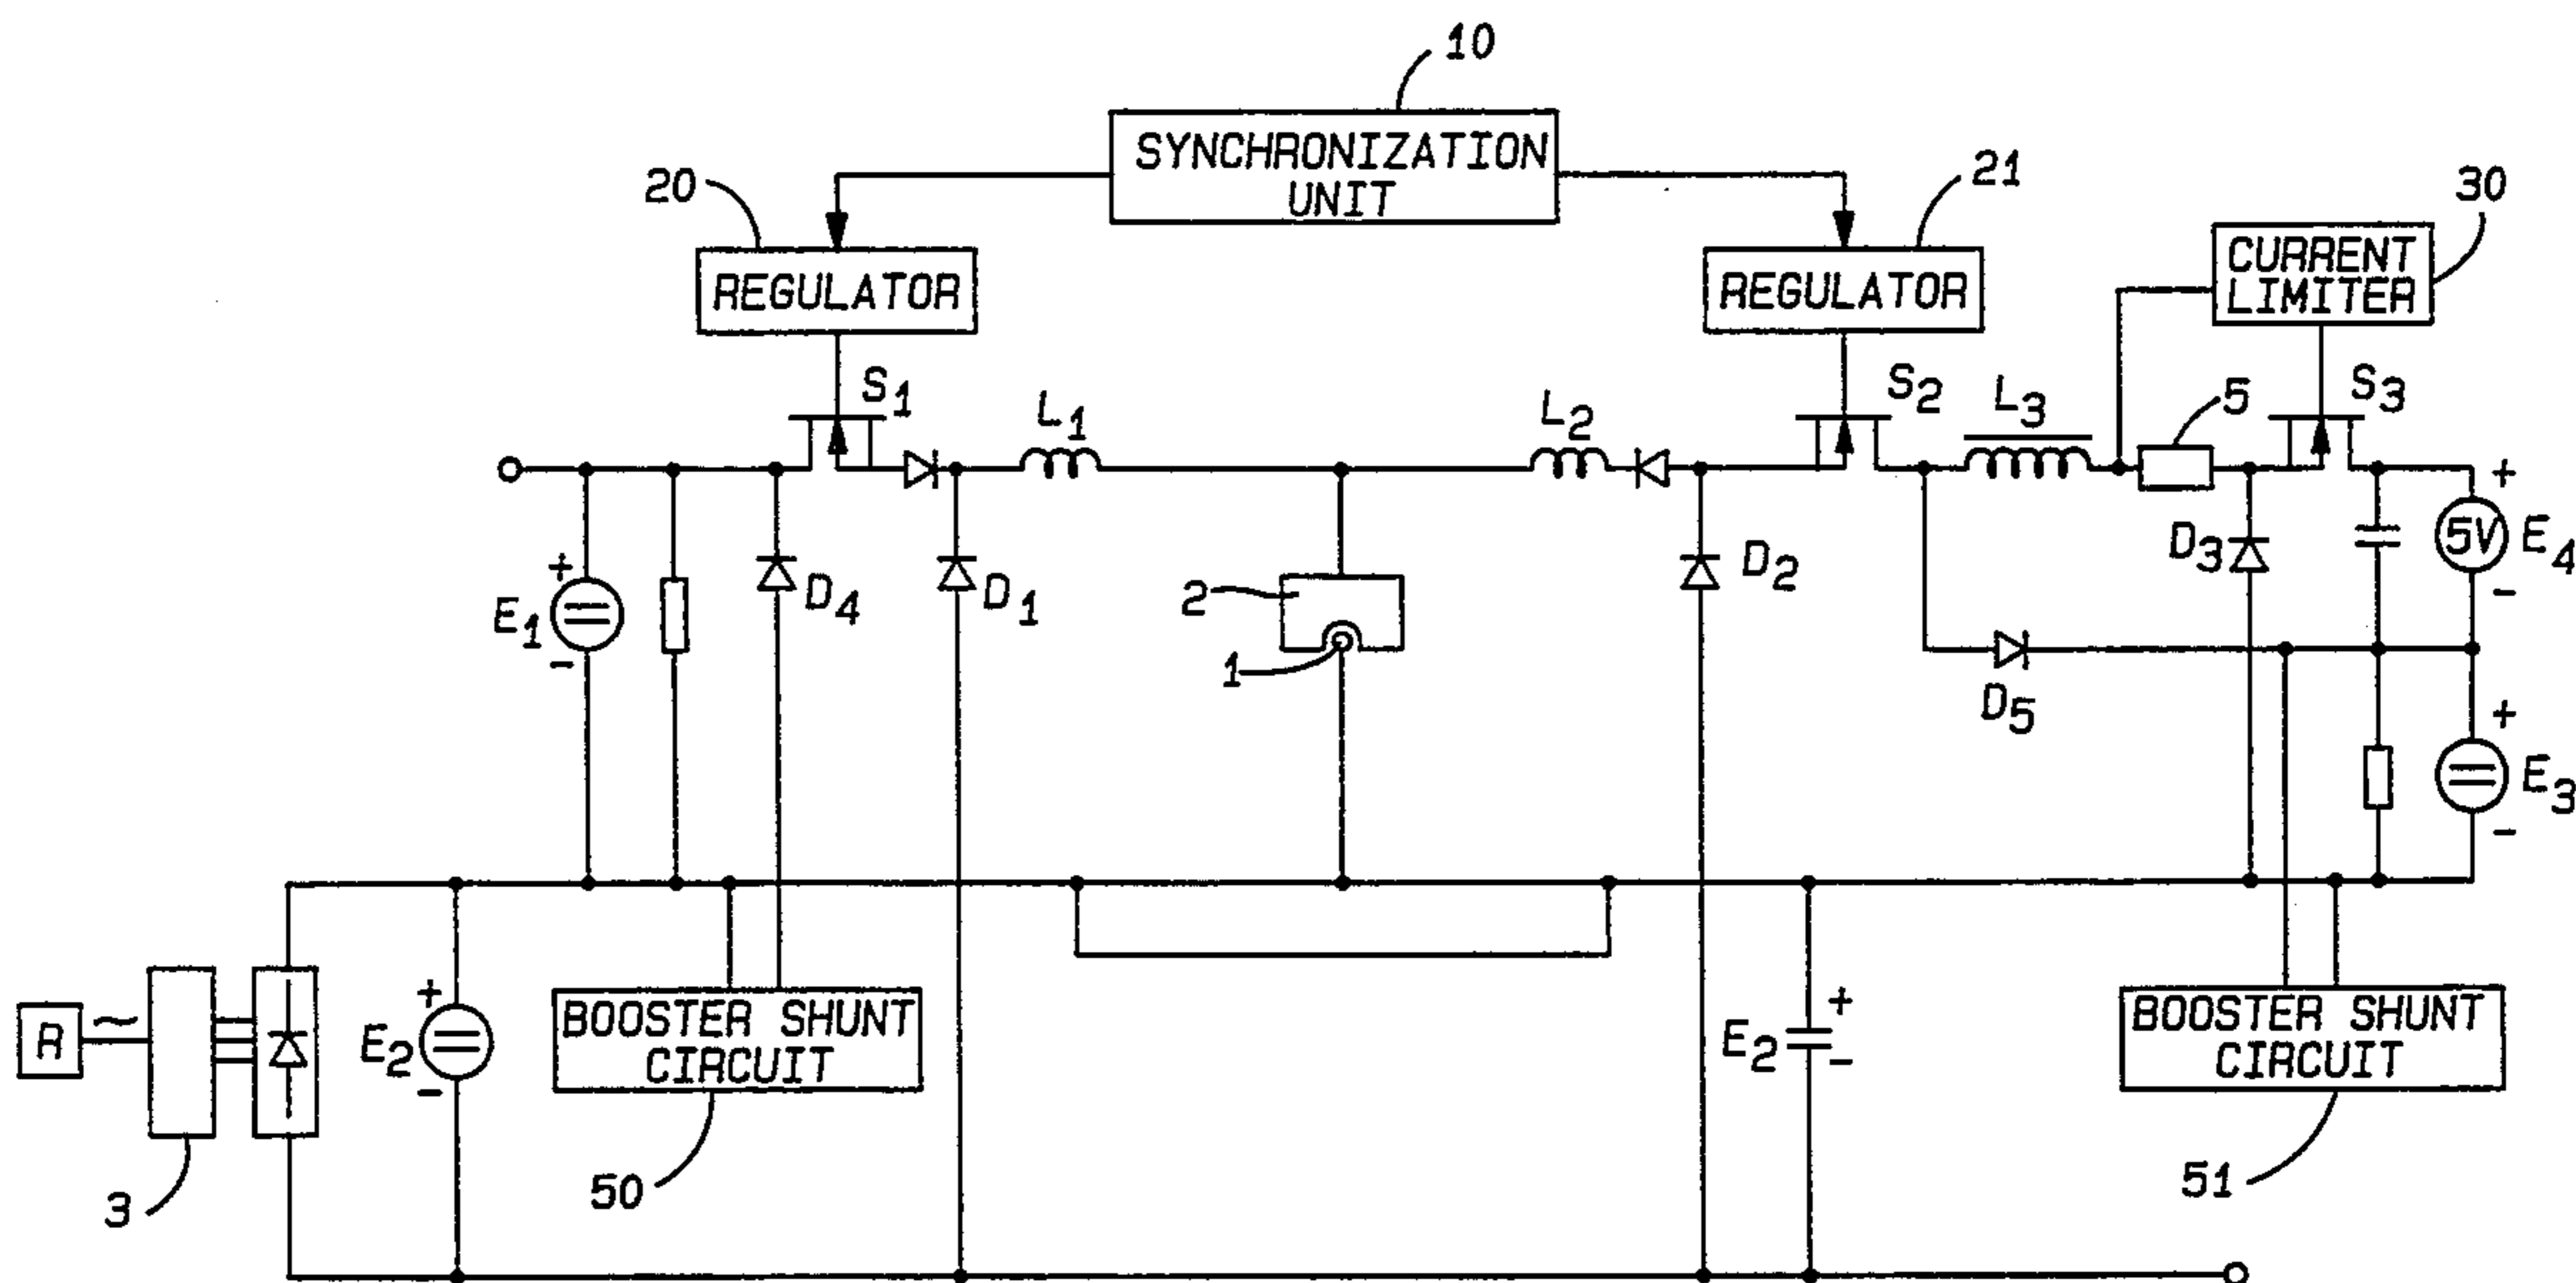 10
SYNCHRONIZATION
UNIT
20
21
30
REGULATOR
REGULATOR
CURRENT
LIMITER
S1
L1
L2
S2
L3
5
S3
+
E1
-
D4
D1
2
1
D2
D3
5V
E4
+
-
D5
+
E3
-
R
~
3
+
E2
-
BOOSTER SHUNT
CIRCUIT
50
E2
+
-
BOOSTER SHUNT
CIRCUIT
51